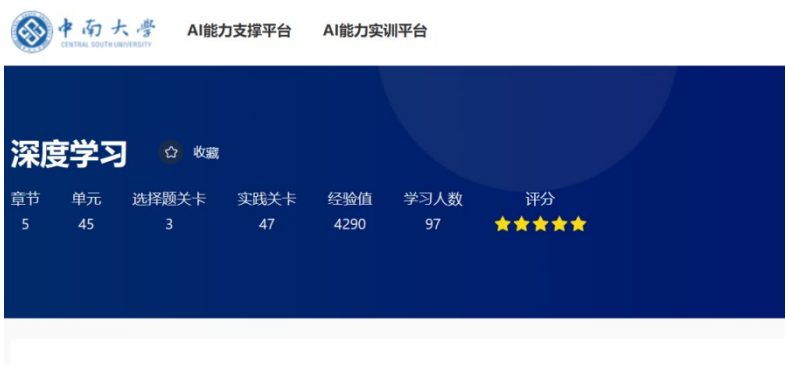 中南大学 AI能力支撑平台 AI能力实训平台
CENTRAL SOUTH UNIVERSITY
深度学习 收藏
章节 单元 选择题关卡 实践关卡 经验值 学习人数 评分
5 45 3 47 4290 97